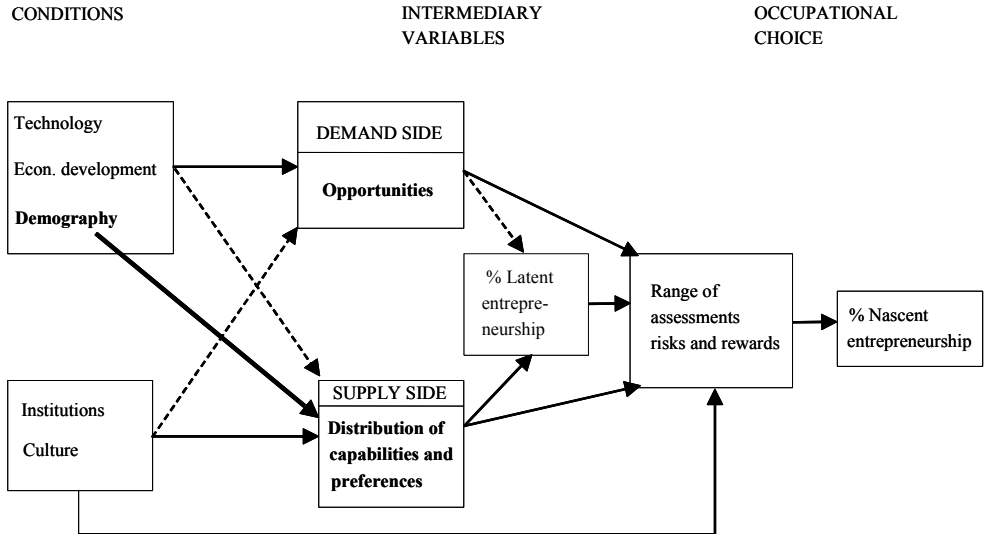 CONDITIONS
INTERMEDIARY
VARIABLES
OCCUPATIONAL
CHOICE
Technology
Econ. development
Demography
DEMAND SIDE
Opportunities
% Latent
entrepre-
neurship
Range of
assessments
risks and rewards
% Nascent
entrepreneurship
Institutions
Culture
SUPPLY SIDE
Distribution of
capabilities and
preferences